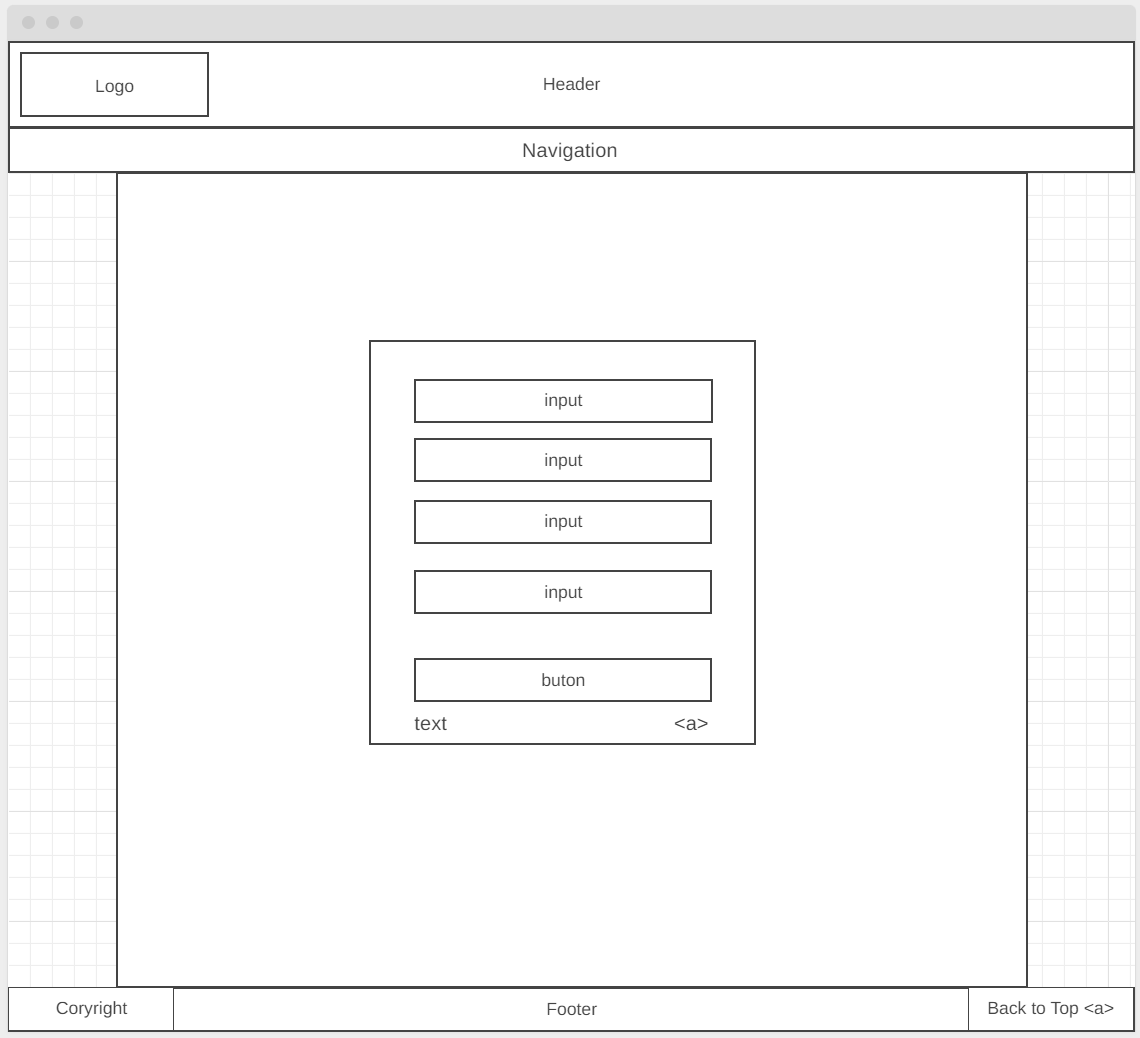 Logo
Header
Navigation
input
input
input
input
buton
text <a>
Coryright
Footer
Back to Top <a>